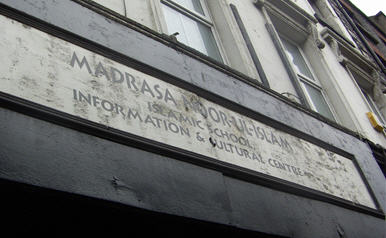 MADRASA NOOR-UL-ISLAM
ISLAMIC SCHOOL
INFORMATION & CULTURAL CENTRE